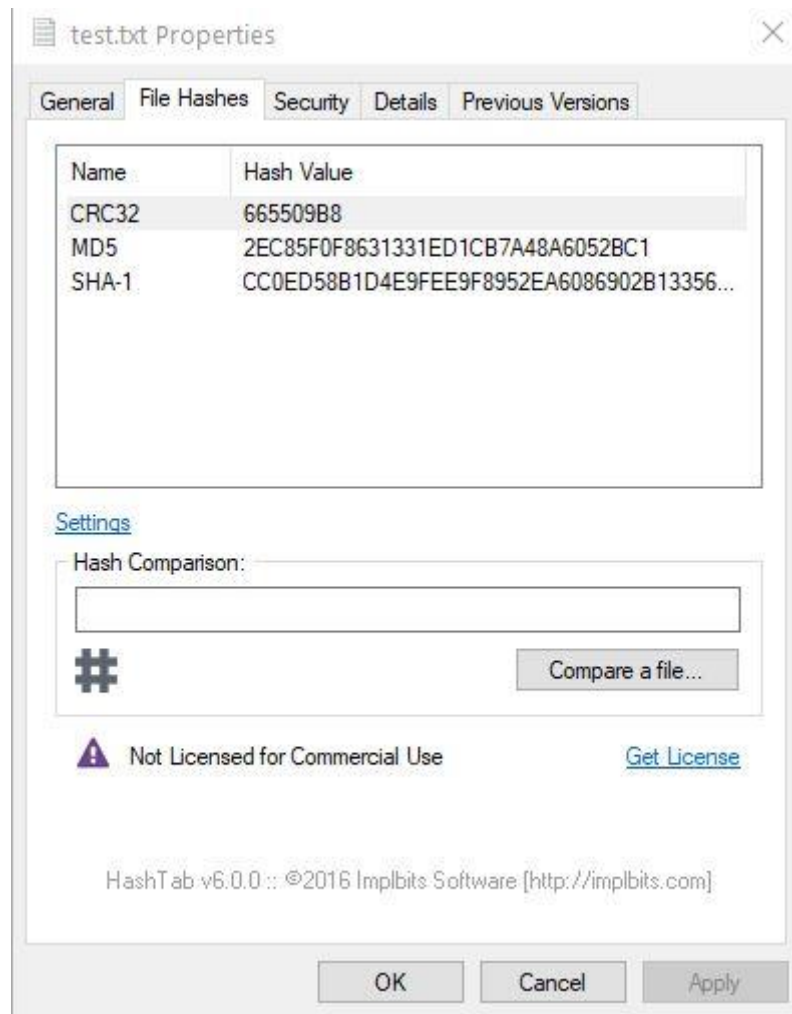 test.txt Properties
General File Hashes Security Details Previous Versions
Name Hash Value
CRC32 665509B8
MD5 2EC85F0F8631331ED1CB7A48A6052BC1
SHA-1 CC0ED58B1D4E9FEE9F8952EA6086902B13356...
Settings
Hash Comparison:
Compare a file...
Not Licensed for Commercial Use Get License
HashTab v6.0.0 :: ©2016 Implbits Software [http://implbits.com]
OK Cancel Apply